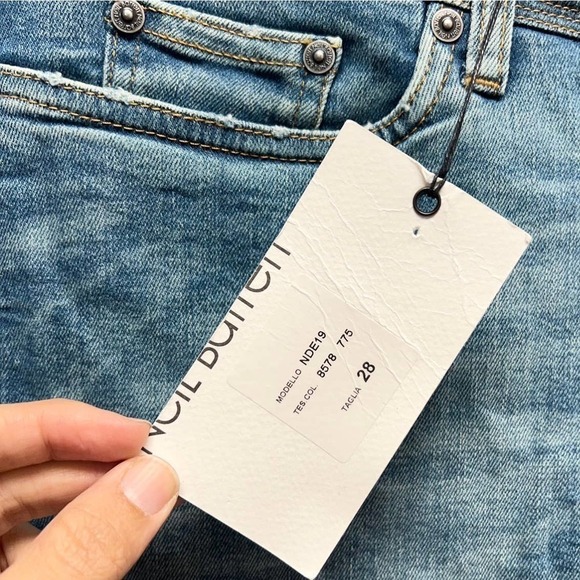 NEIL Barrett
MODELLO NDE19
TES.COL. 8578 775
TAGLIA 28